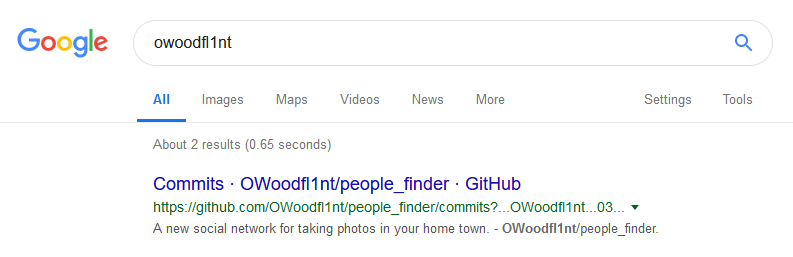 Google owoodfl1nt
All Images Maps Videos News More Settings Tools
About 2 results (0.65 seconds)
Commits · OWoodfl1nt/people_finder · GitHub
https://github.com/OWoodfl1nt/people_finder/commits?...OWoodfl1nt...03...
A new social network for taking photos in your home town. - OWoodfl1nt/people_finder.